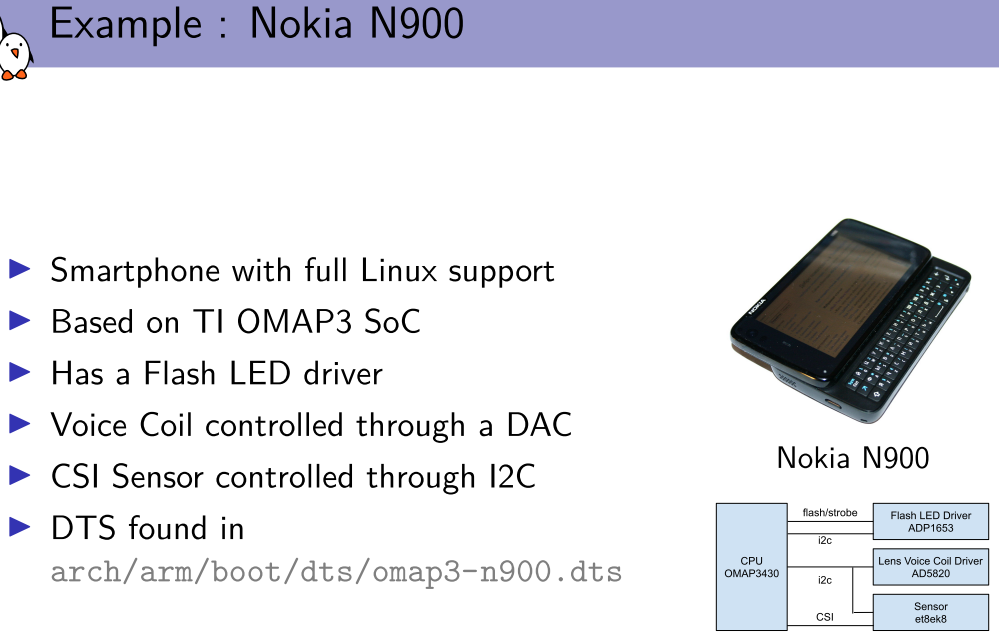 Example : Nokia N900
Smartphone with full Linux support
Based on TI OMAP3 SoC
Has a Flash LED driver
Voice Coil controlled through a DAC
CSI Sensor controlled through I2C
DTS found in
arch/arm/boot/dts/omap3-n900.dts
NOKIA
Nokia N900
CPU
OMAP3430
flash/strobe
i2c
i2c
CSI
Flash LED Driver
ADP1653
Lens Voice Coil Driver
AD5820
Sensor
et8ek8